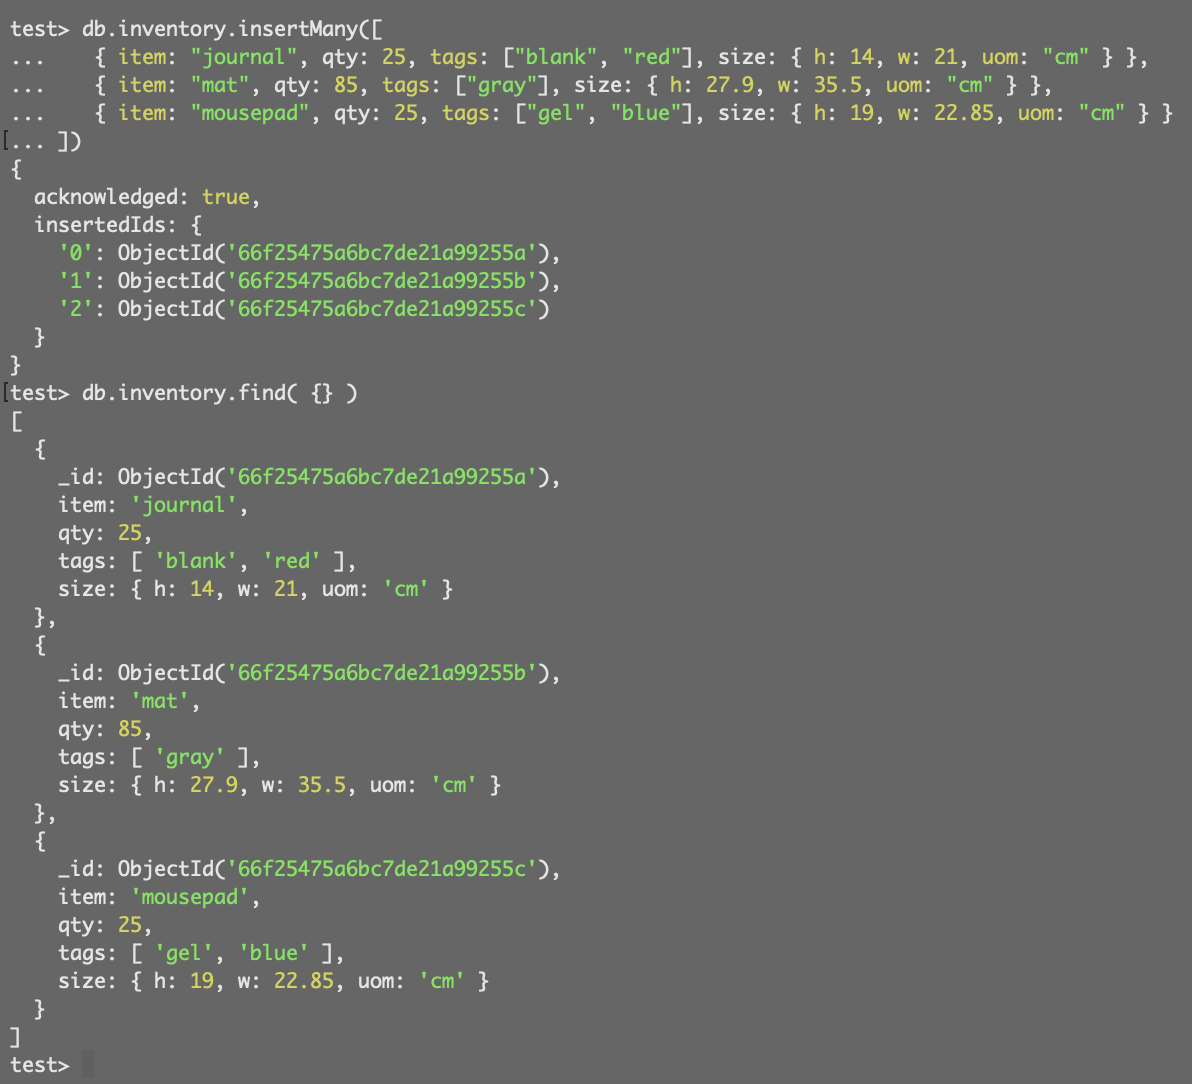 test> db.inventory.insertMany([
...    { item: "journal", qty: 25, tags: ["blank", "red"], size: { h: 14, w: 21, uom: "cm" } },
...    { item: "mat", qty: 85, tags: ["gray"], size: { h: 27.9, w: 35.5, uom: "cm" } },
...    { item: "mousepad", qty: 25, tags: ["gel", "blue"], size: { h: 19, w: 22.85, uom: "cm" } }
[... ])
{
  acknowledged: true,
  insertedIds: {
    '0': ObjectId('66f25475a6bc7de21a99255a'),
    '1': ObjectId('66f25475a6bc7de21a99255b'),
    '2': ObjectId('66f25475a6bc7de21a99255c')
  }
}
[test> db.inventory.find( {} )
[
  {
    _id: ObjectId('66f25475a6bc7de21a99255a'),
    item: 'journal',
    qty: 25,
    tags: [ 'blank', 'red' ],
    size: { h: 14, w: 21, uom: 'cm' }
  },
  {
    _id: ObjectId('66f25475a6bc7de21a99255b'),
    item: 'mat',
    qty: 85,
    tags: [ 'gray' ],
    size: { h: 27.9, w: 35.5, uom: 'cm' }
  },
  {
    _id: ObjectId('66f25475a6bc7de21a99255c'),
    item: 'mousepad',
    qty: 25,
    tags: [ 'gel', 'blue' ],
    size: { h: 19, w: 22.85, uom: 'cm' }
  }
]
test>